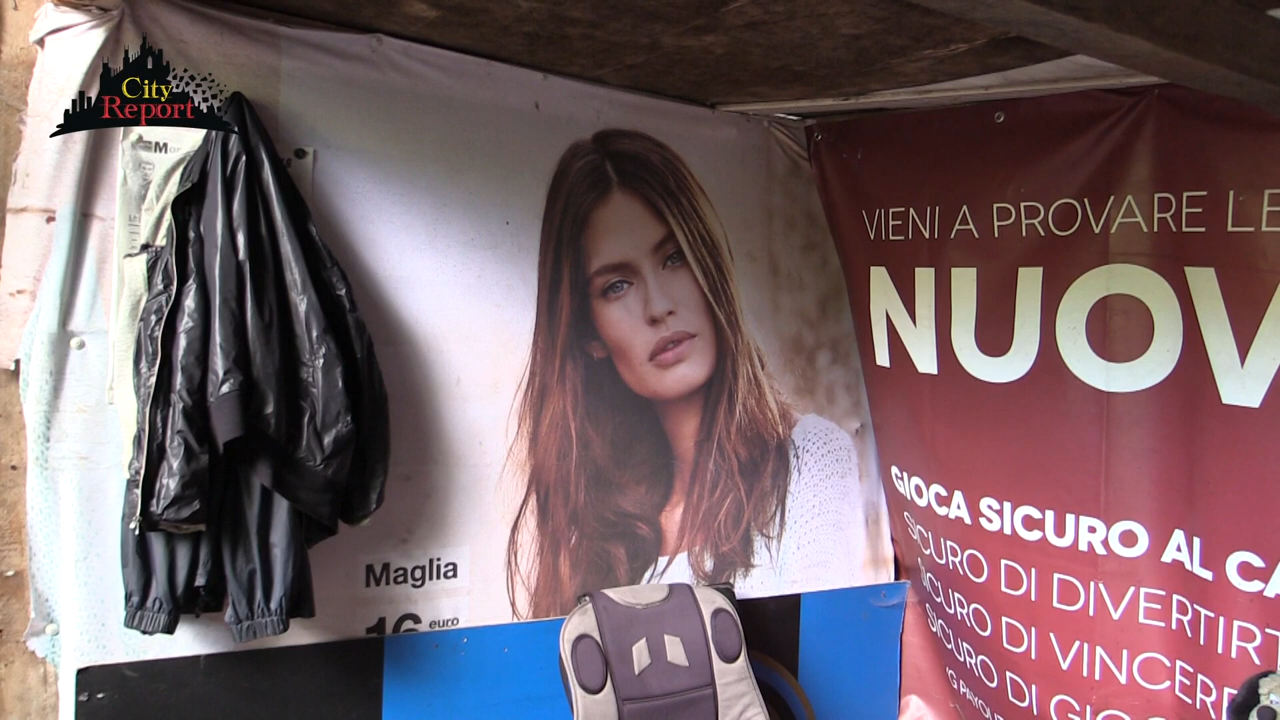 City
Report
Mor
Maglia
16 euro
VIENI A PROVARE LE
NUOV
GIOCA SICURO AL CA
SICURO DI DIVERTIRT
SICURO DI VINCERE
SICURO DI GIO